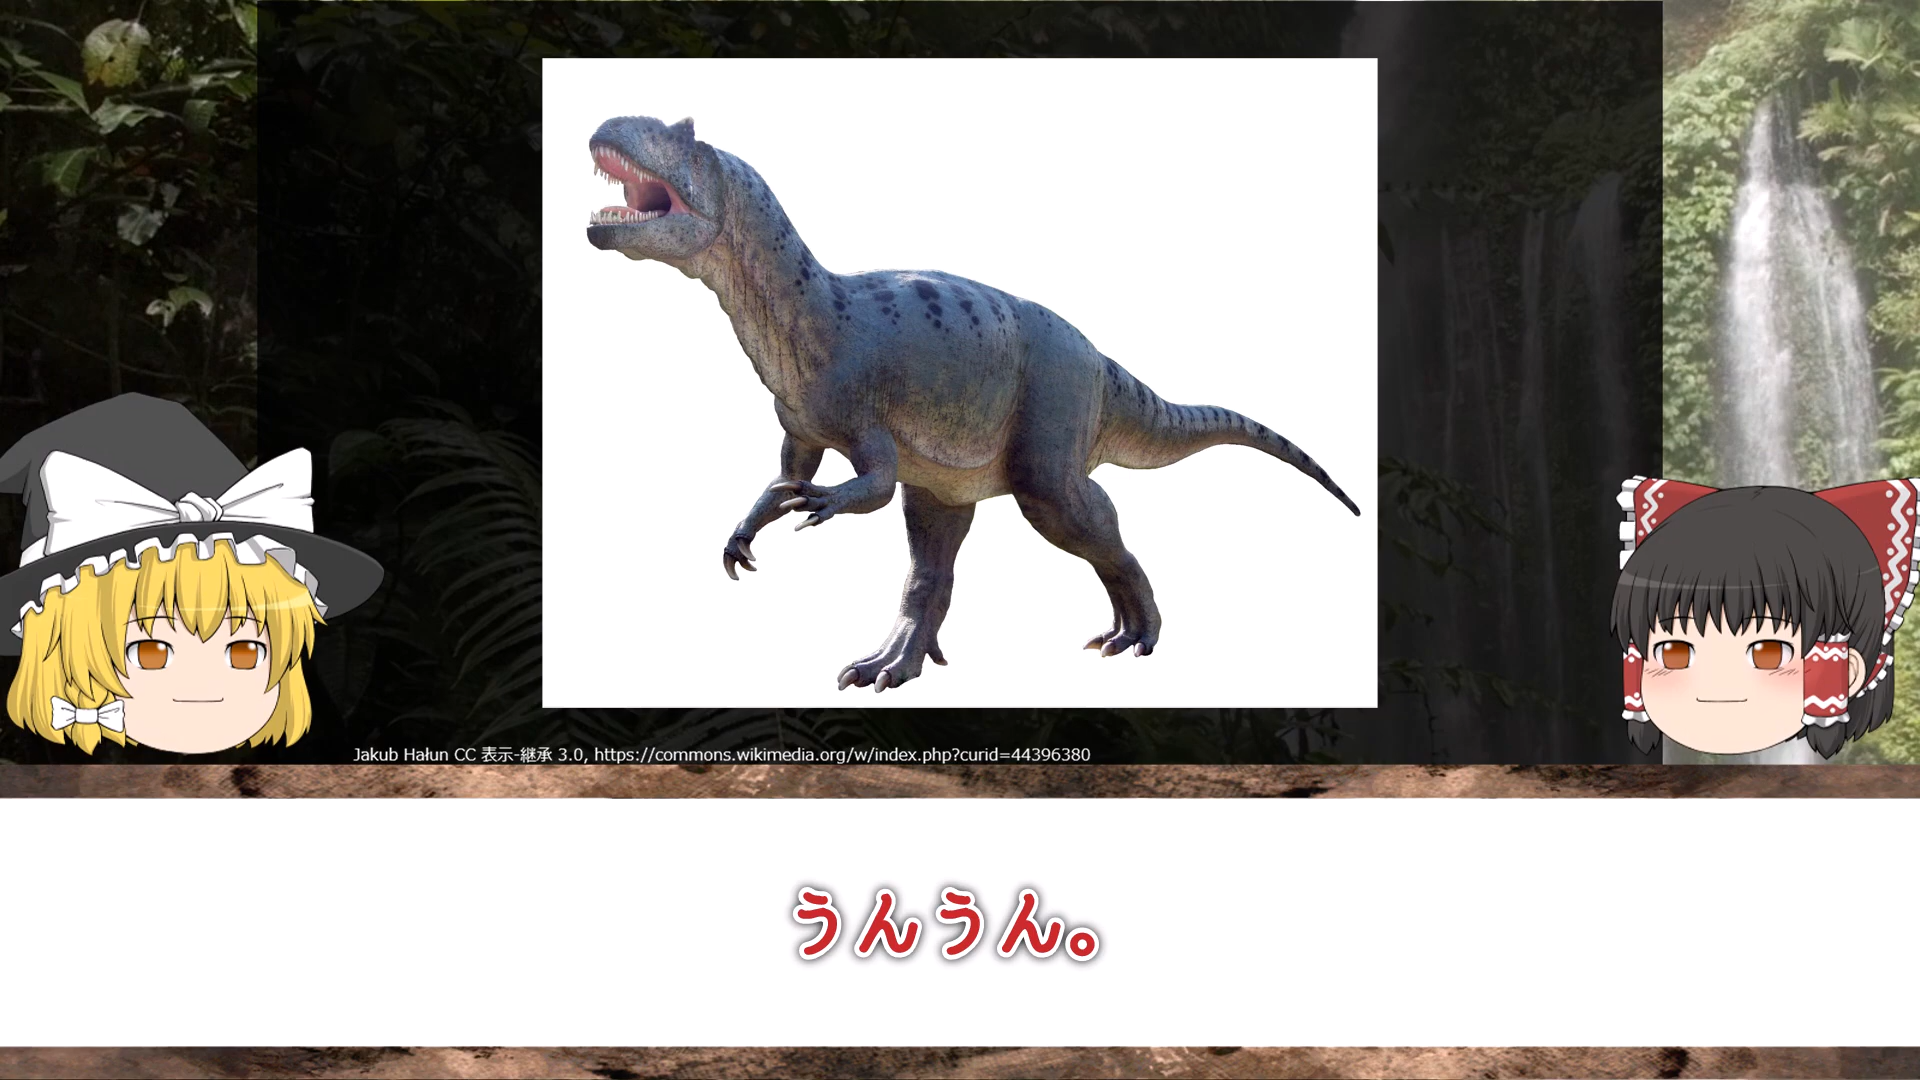 Jakub Hałun CC 表示-継承 3.0, https://commons.wikimedia.org/w/index.php?curid=44396380
うんうん。